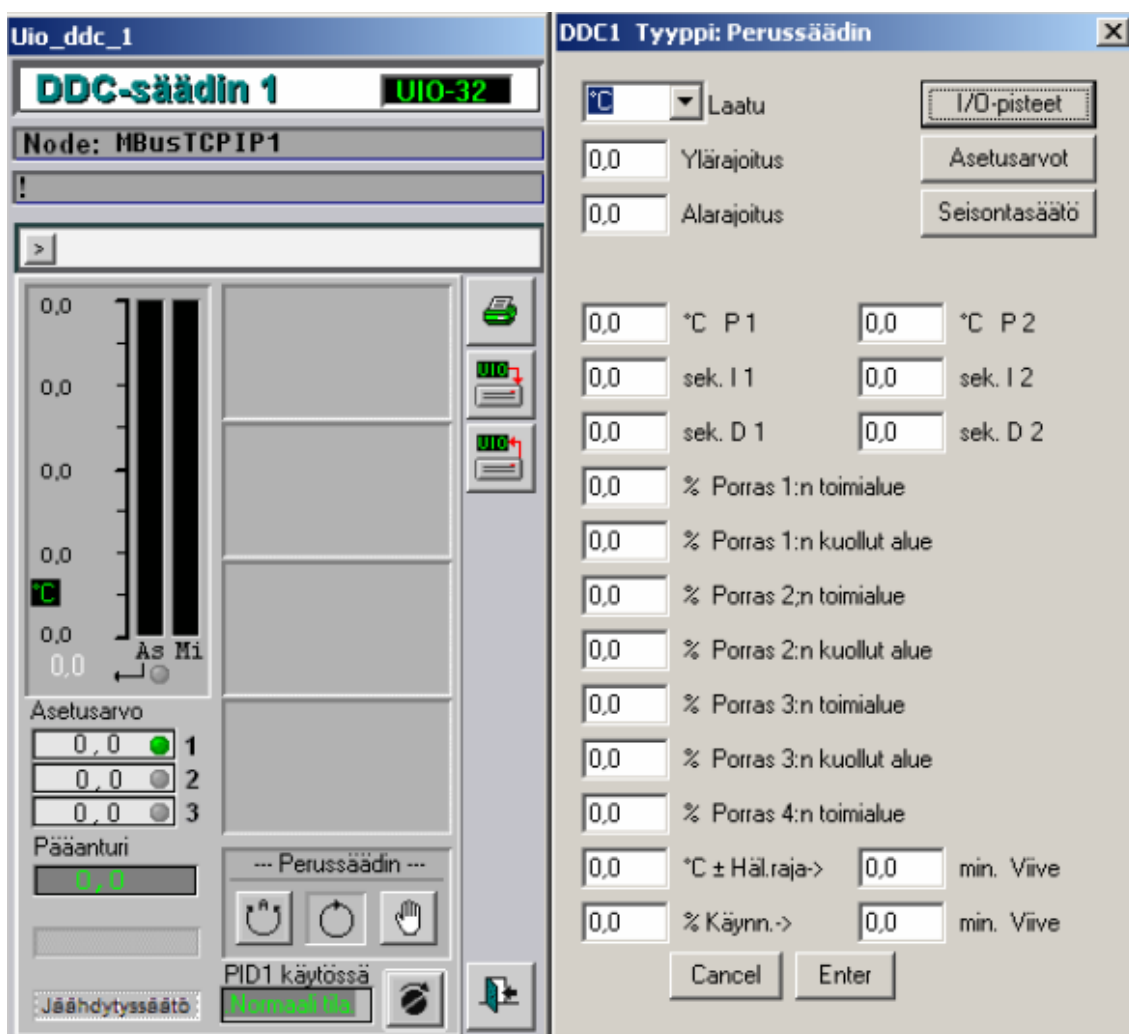 Uio_ddc_1
DDC-säädin 1 UIO-32
Node: MBusTCPIP1
!
>
0,0
0,0
0,0
0,0
°C
0,0
As Mi
0,0
Asetusarvo
0,0 1
0,0 2
0,0 3
Pääanturi
0,0
Jäähdytyssäätö
UIO
UIO
--- Perussäädin ---
A
PID1 käytössä
Normaali tila
DDC1 Tyyppi: Perussäädin
°C Laatu I/O-pisteet
0,0 Ylärajoitus Asetusarvot
0,0 Alarajoitus Seisontasäätö
0,0 °C P 1 0,0 °C P 2
0,0 sek. I 1 0,0 sek. I 2
0,0 sek. D 1 0,0 sek. D 2
0,0 % Porras 1:n toimialue
0,0 % Porras 1:n kuollut alue
0,0 % Porras 2;n toimialue
0,0 % Porras 2:n kuollut alue
0,0 % Porras 3:n toimialue
0,0 % Porras 3:n kuollut alue
0,0 % Porras 4:n toimialue
0,0 °C ± Häl.raja-> 0,0 min. Viive
0,0 % Käynn.-> 0,0 min. Viive
Cancel Enter